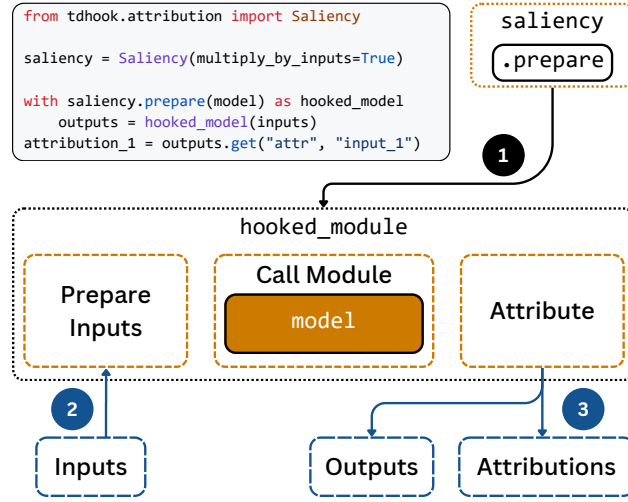 from tdhook.attribution import Saliency
saliency = Saliency(multiply_by_inputs=True)
with saliency.prepare(model) as hooked_model
    outputs = hooked_model(inputs)
attribution_1 = outputs.get("attr", "input_1")
saliency
.prepare
1
hooked_module
Prepare
Inputs
Call Module
model
Attribute
2
3
Inputs
Outputs
Attributions